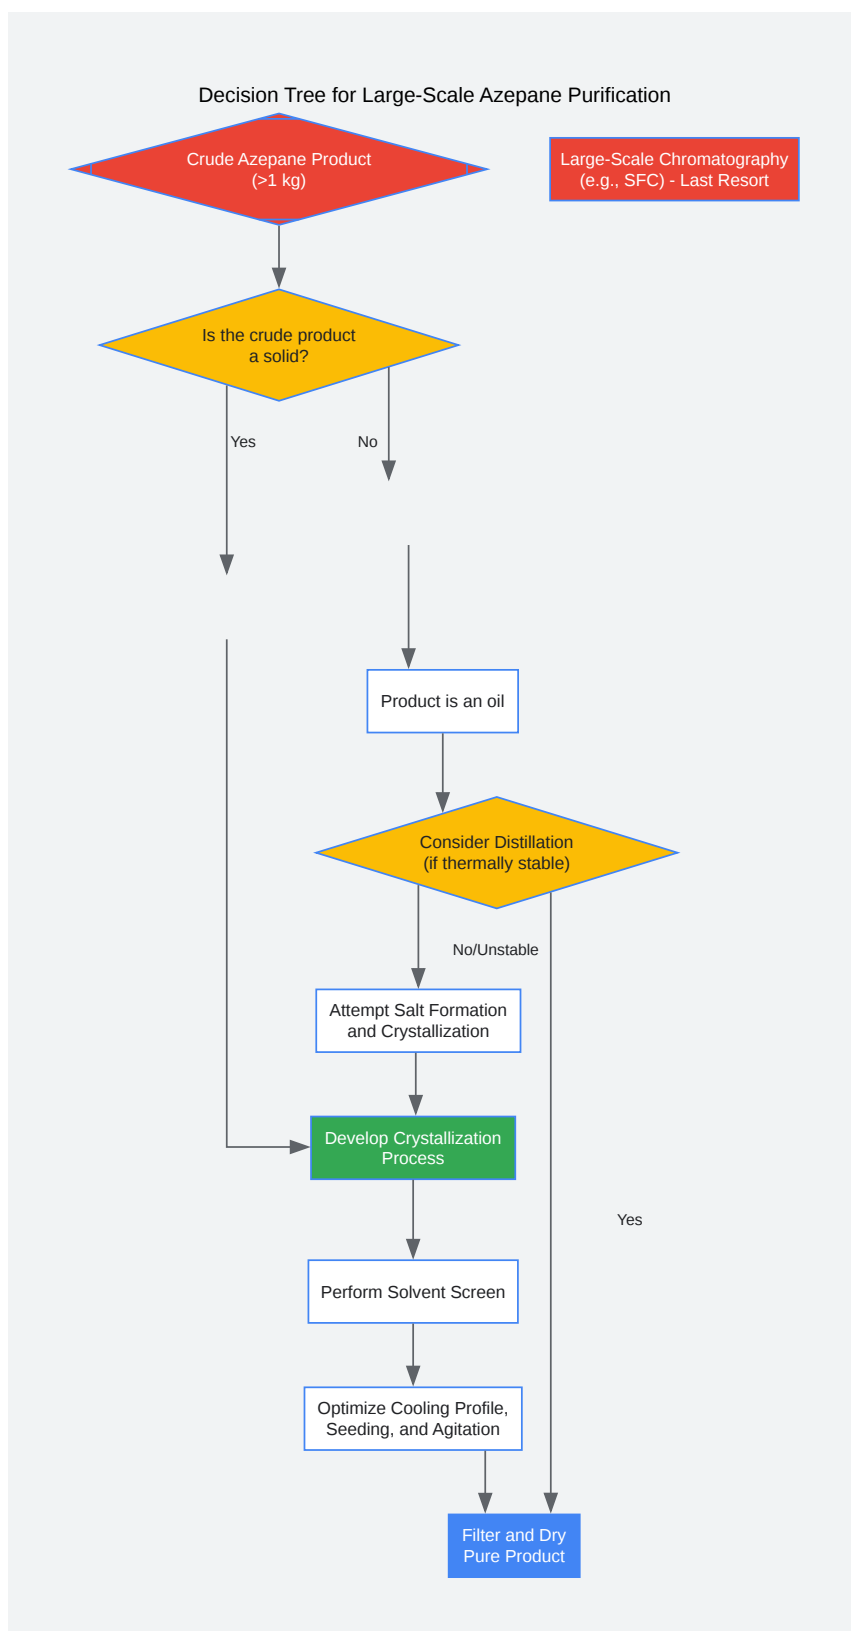 Decision Tree for Large-Scale Azepane Purification
Crude Azepane Product
(>1 kg)
Large-Scale Chromatography
(e.g., SFC) - Last Resort
Is the crude product
a solid?
Yes
No
Product is an oil
Consider Distillation
(if thermally stable)
No/Unstable
Attempt Salt Formation
and Crystallization
Develop Crystallization
Process
Yes
Perform Solvent Screen
Optimize Cooling Profile,
Seeding, and Agitation
Filter and Dry
Pure Product